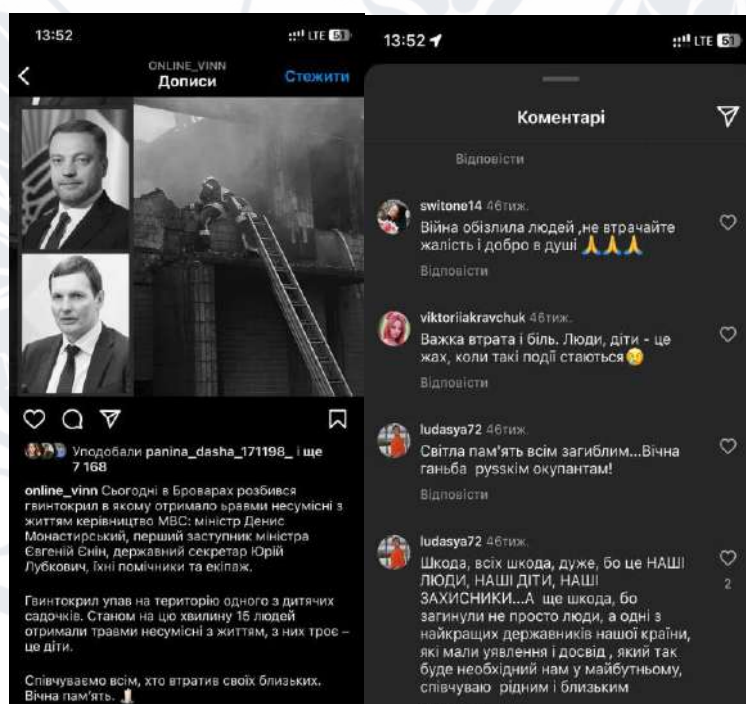 13:52
LTE 51
ONLINE_VINN
Дописи
Стежити
Уподобали panina_dasha_171198_ і ще
7 168
online_vinn Сьогодні в Броварах розбився
гвинтокрил в якому отримало ьравми несумісні з
життям керівництво МВС: міністр Денис
Монастирський, перший заступник міністра
Євгеній Єнін, державний секретар Юрій
Лубкович, їхні помічники та екіпаж.
Гвинтокрил упав на територію одного з дитячих
садочків. Станом на цю хвилину 15 людей
отримали травми несумісні з життям, з них троє –
це діти.
Співчуваємо всім, хто втратив своїх близьких.
Вічна пам'ять. 🕯️
13:52
LTE 51
Коментарі
Відповісти
switone14 46тиж.
Війна обізлила людей ,не втрачайте
жалість і добро в душі 🙏🙏🙏
Відповісти
viktoriiakravchuk 46тиж.
Важка втрата і біль. Люди, діти - це
жах, коли такі події стаються😢
Відповісти
ludasya72 46тиж.
Світла пам'ять всім загиблим...Вічна
ганьба руsskім окупантам!
Відповісти
ludasya72 46тиж.
Шкода, всіх шкода, дуже, бо це НАШІ
ЛЮДИ, НАШІ ДІТИ, НАШІ
ЗАХИСНИКИ...А ще шкода, бо
загинули не просто люди, а одні з
найкращих державників нашої країни,
які мали уявлення і досвід , який так
буде необхідний нам у майбутньому,
співчуваю рідним і близьким
2